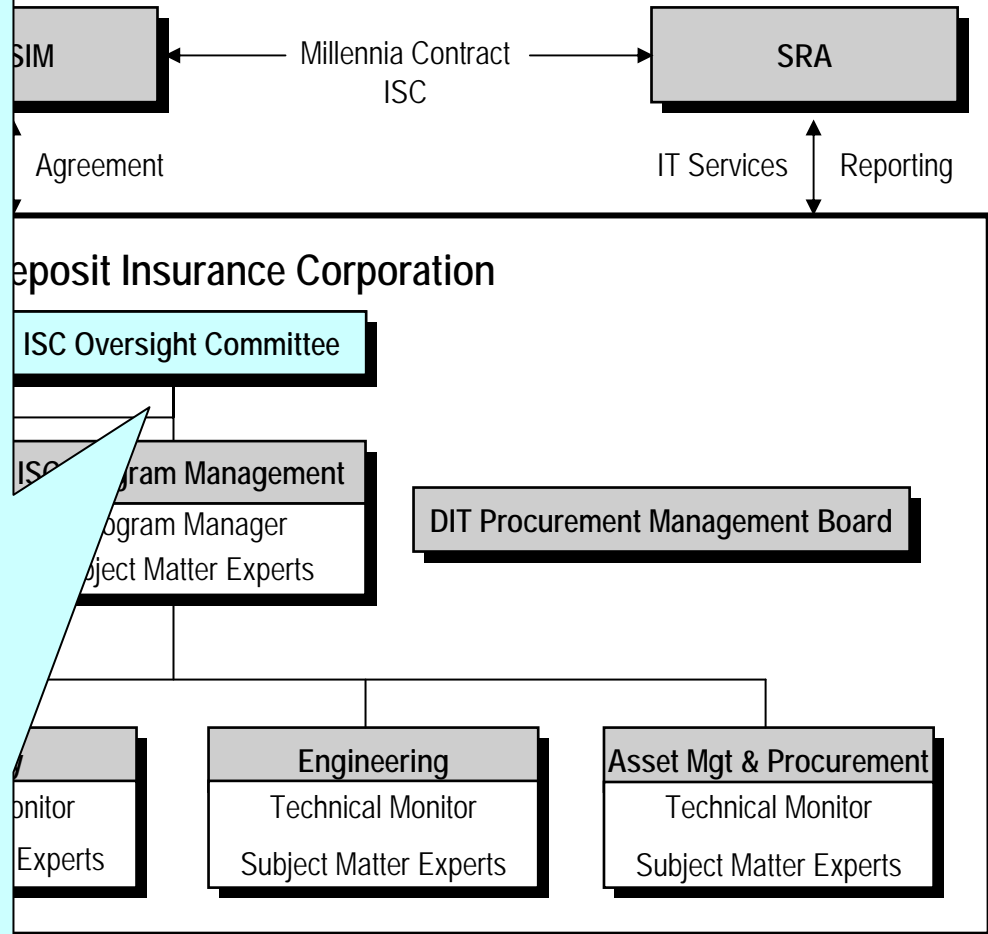 SIM
Millennia Contract
ISC
SRA
Agreement
IT Services
Reporting
eposit Insurance Corporation
ISC Oversight Committee
ISC gram Management
ogram Manager
ject Matter Experts
DIT Procurement Management Board
onitor
Experts
Engineering
Technical Monitor
Subject Matter Experts
Asset Mgt & Procurement
Technical Monitor
Subject Matter Experts